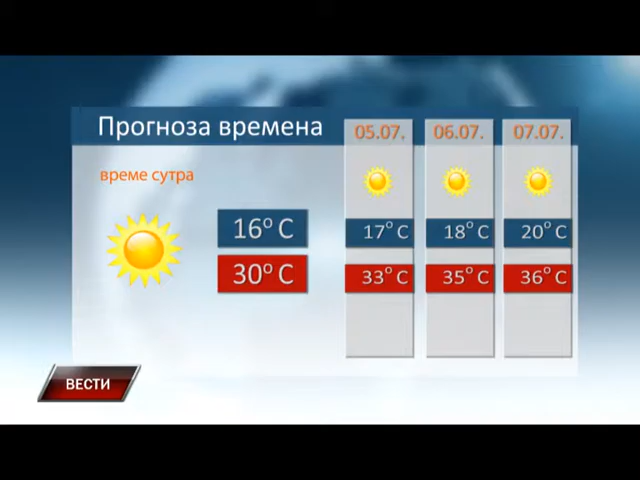 Прогноза времена
време сутра
16° C
30° C
05.07. 06.07. 07.07.
17° C 18° C 20° C
33° C 35° C 36° C
ВЕСТИ